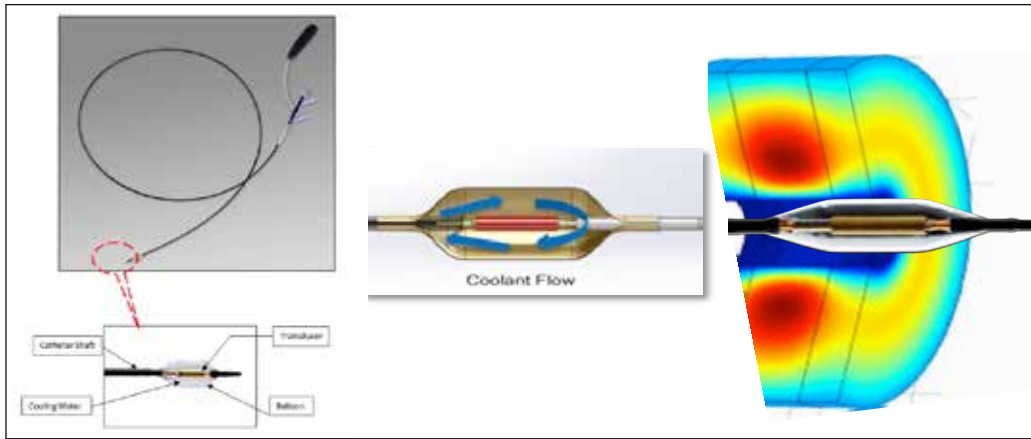 Transducer
Catheter Shaft
Cooling Water
Balloon
Coolant Flow